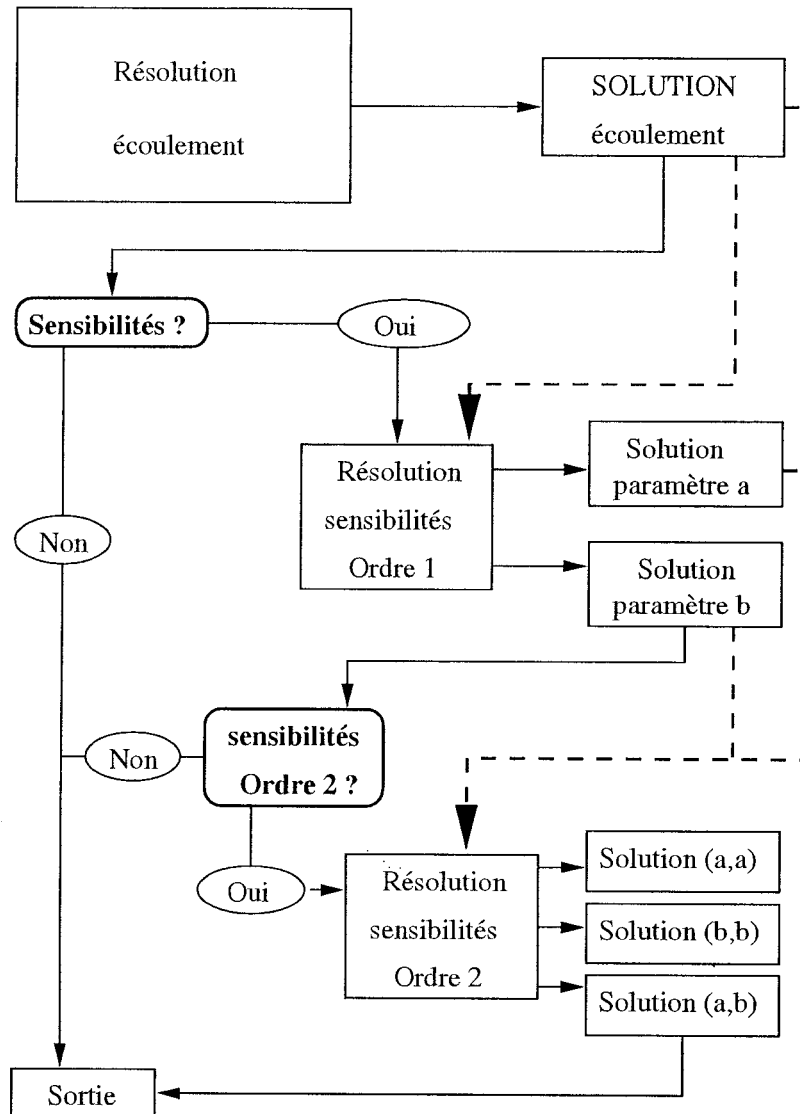 Résolution
écoulement
SOLUTION
écoulement
Sensibilités ?
Oui
Résolution
sensibilités
Ordre 1
Solution
paramètre a
Non
Solution
paramètre b
sensibilités
Ordre 2 ?
Non
Oui
Résolution
sensibilités
Ordre 2
Solution (a,a)
Solution (b,b)
Solution (a,b)
Sortie